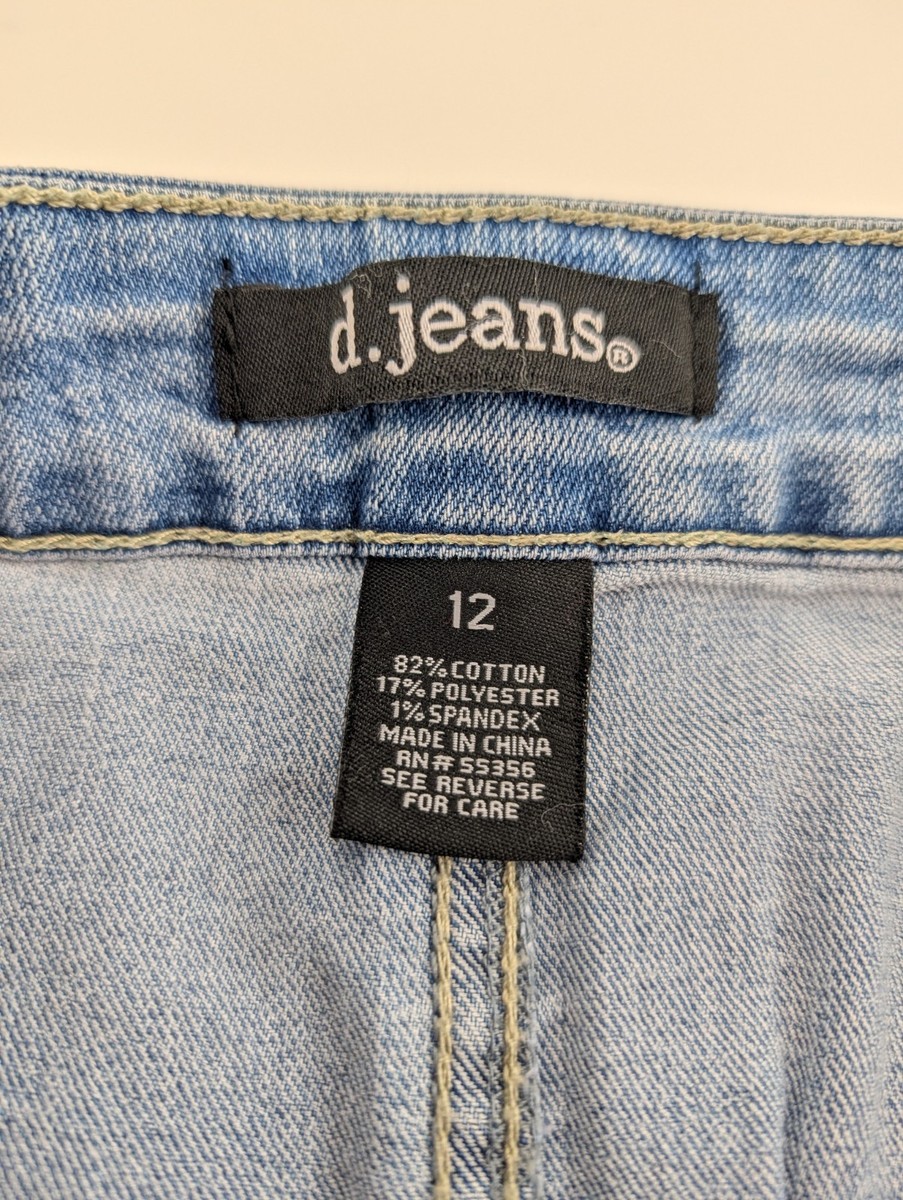 d.jeans®
12
82% COTTON
17% POLYESTER
1% SPANDEX
MADE IN CHINA
RN# 55356
SEE REVERSE
FOR CARE